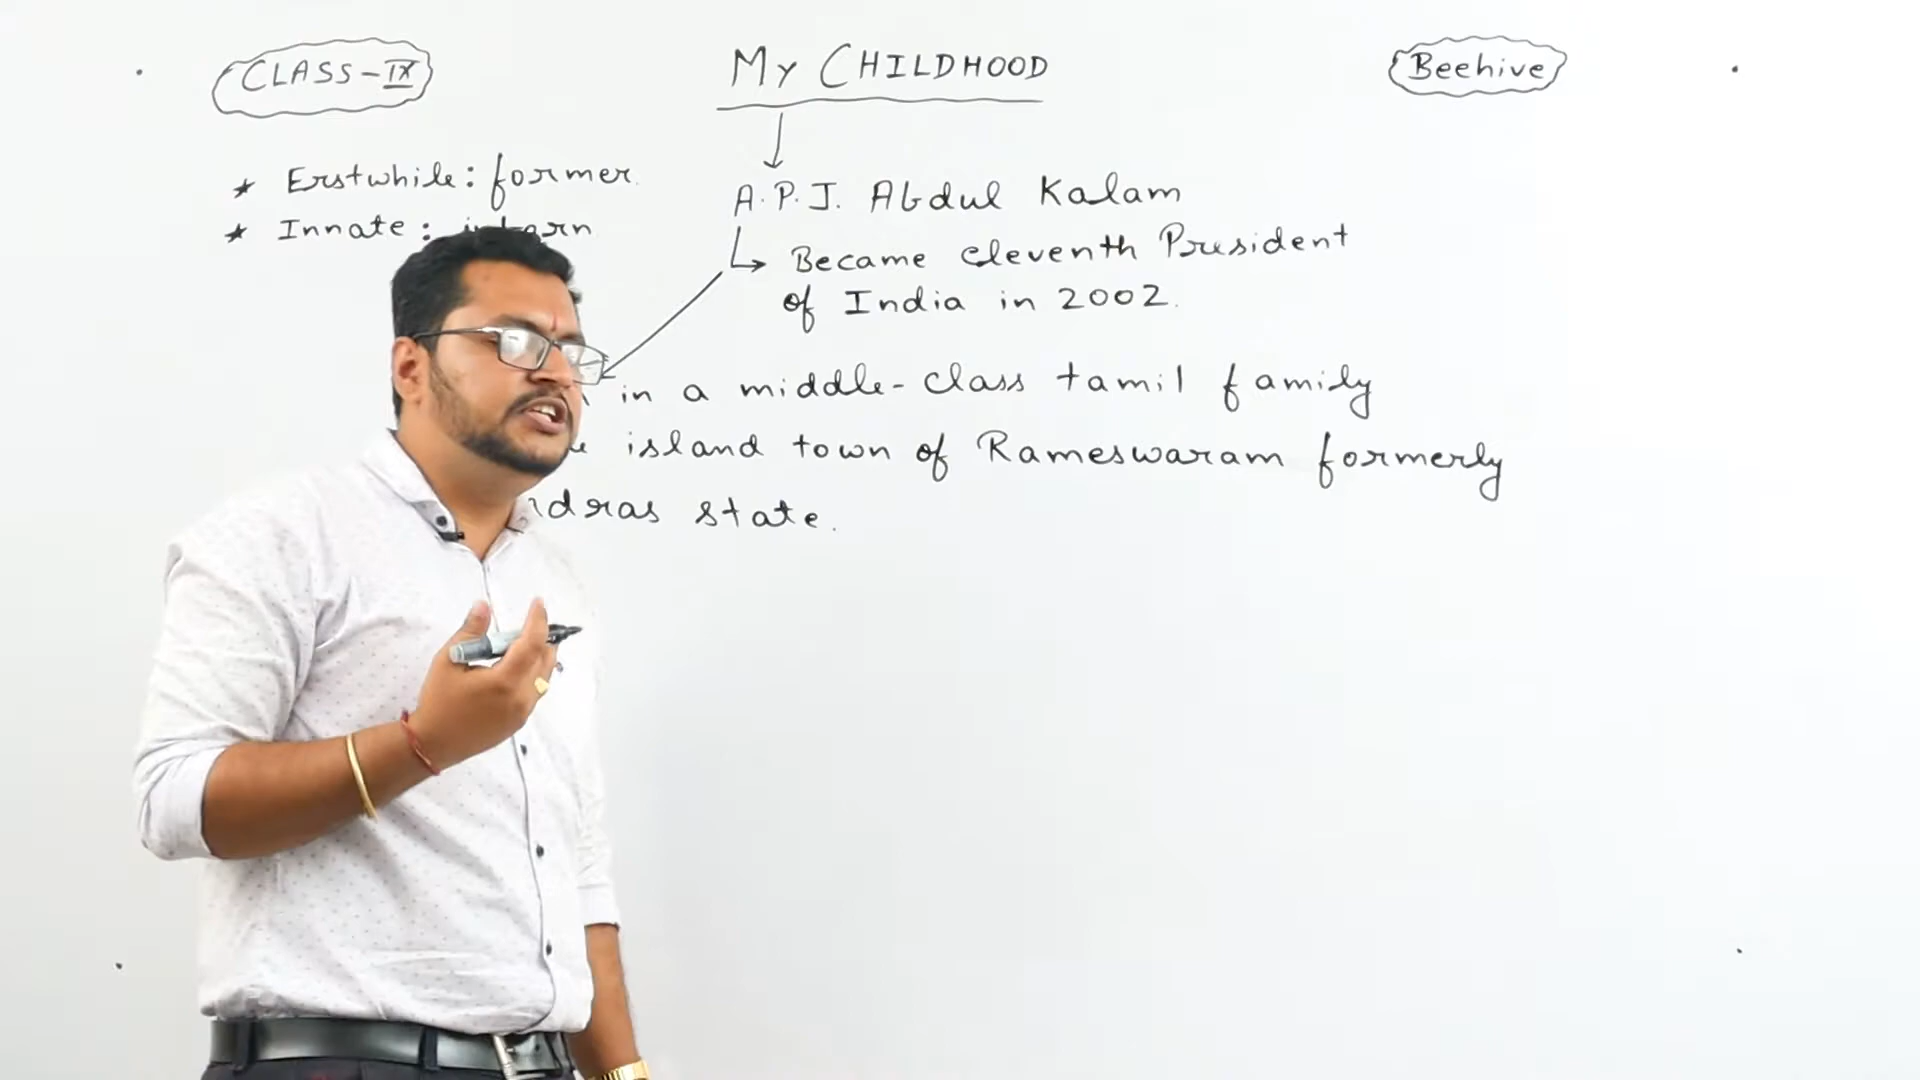 CLASS-IX
MY CHILDHOOD
Beehive
★ Erstwhile: former.
★ Innate:
A.P.J. Abdul Kalam
Became eleventh President
of India in 2002.
in a middle-class tamil family
island town of Rameswaram formerly
state.